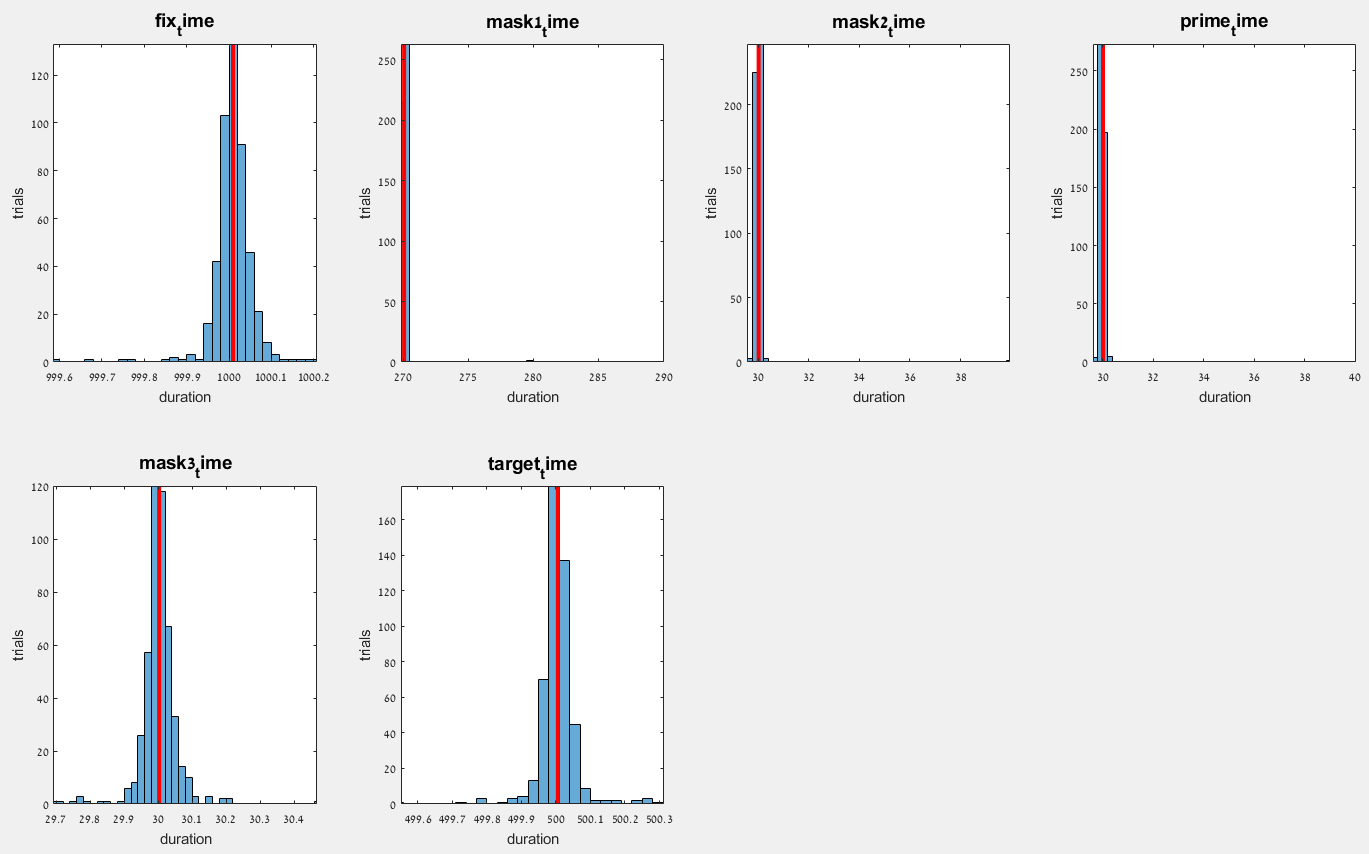 fix_time
mask1_time
mask2_time
prime_time
120
100
80
60
40
20
0
trials
999.6 999.7 999.8 999.9 1000 1000.1 1000.2
duration
250
200
150
100
50
0
trials
270 275 280 285 290
duration
200
150
100
50
0
trials
30 32 34 36 38
duration
250
200
150
100
50
0
trials
30 32 34 36 38 40
duration
mask3_time
target_time
120
100
80
60
40
20
0
trials
29.7 29.8 29.9 30 30.1 30.2 30.3 30.4
duration
160
140
120
100
80
60
40
20
0
trials
499.6 499.7 499.8 499.9 500 500.1 500.2 500.3
duration